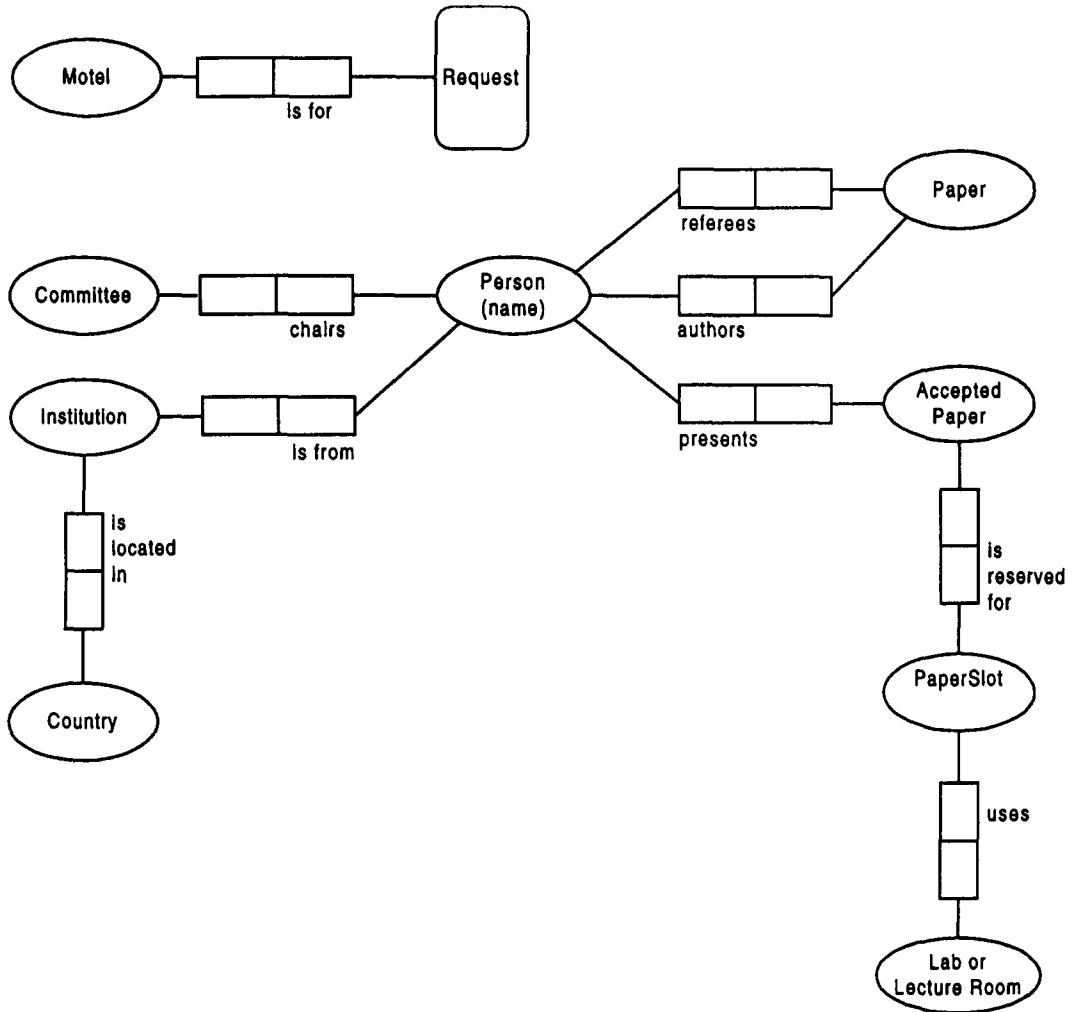 Motel
Request
Is for
Paper
referees
Committee
chairs
Person
(name)
authors
Institution
Is from
presents
Accepted
Paper
is
located
In
is
reserved
for
Country
PaperSlot
uses
Lab or
Lecture Room